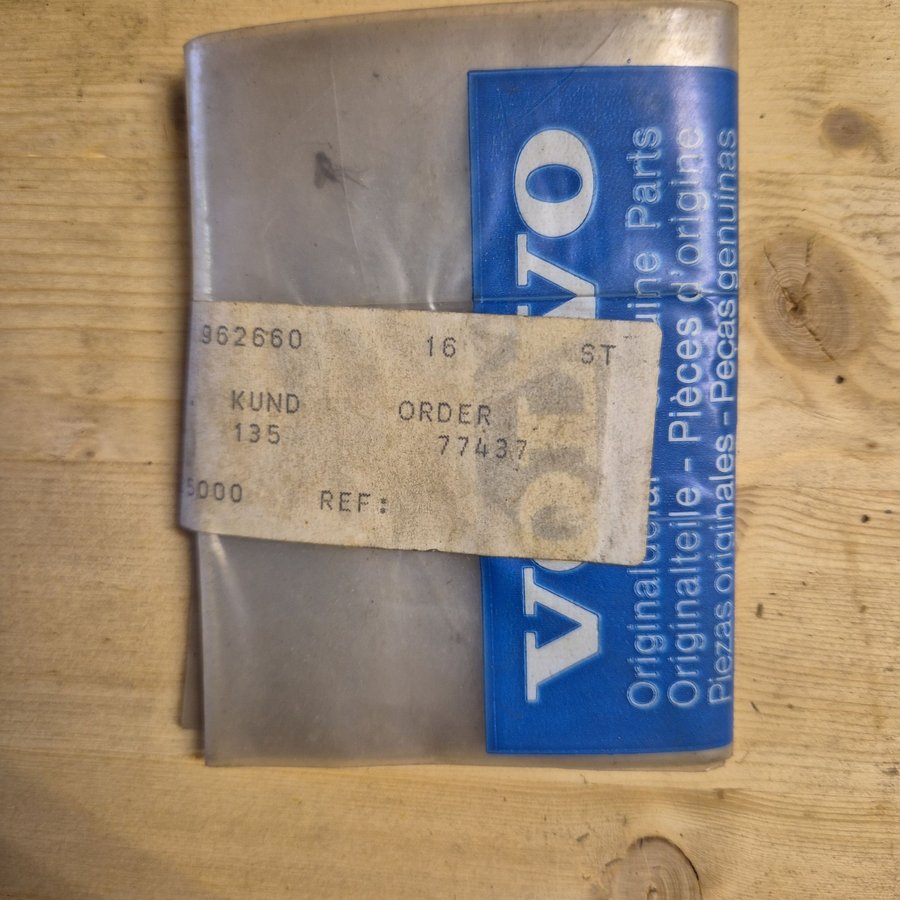 962660 16 ST
KUND ORDER
135 77437
5000 REF:
VOLVO
Originaldelar uine Parts
Originalteile - Pièces d'origine
Piezas originales - Peças genuinas